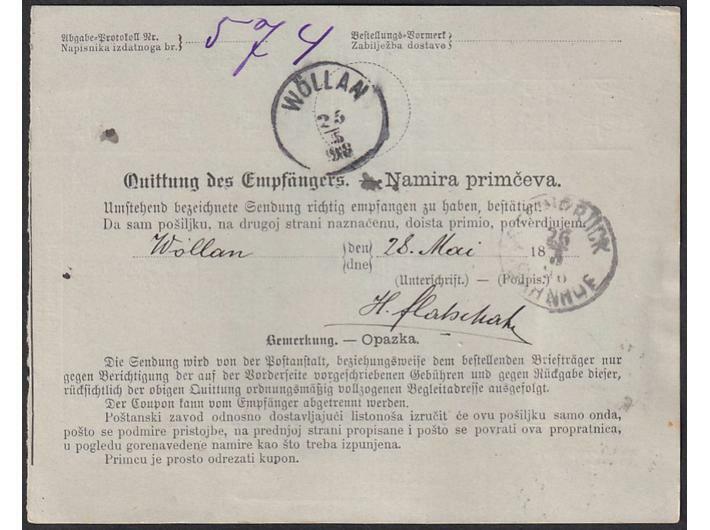 Abgabe-Protokoll Nr. 574 Bestellungs-Vormerk
Napisnika izdatnoga br. Zabilježba dostave
WÖLLAN
25
5
Quittung des Empfängers. — Namira primčeva.
Umstehend bezeichnete Sendung richtig empfangen zu haben, bestätigt:
Da sam pošiljku, na drugoj strani naznačenu, doista primio, potvrđujem:
Wöllan den 28. Mai 18
dne
26
(Unterschrift.) — (Podpis.)
H.
Bemerkung. — Opazka.
Die Sendung wird von der Postanstalt, beziehungsweise dem bestellenden Briefträger nur
gegen Berichtigung der auf der Vorderseite vorgeschriebenen Gebühren und gegen Rückgabe dieser,
rücksichtlich der obigen Quittung ordnungsmäßig vollzogenen Begleitadresse ausgefolgt.
Der Coupon kann vom Empfänger abgetrennt werden.
Poštanski zavod odnosno dostavljajući listonoša izručit će ovu pošiljku samo onda,
pošto se podmire pristojbe, na prednjoj strani propisane i pošto se povrati ova propratnica,
u pogledu gorenavedene namire kao što treba izpunjena.
Primcu je prosto odrezati kupon.